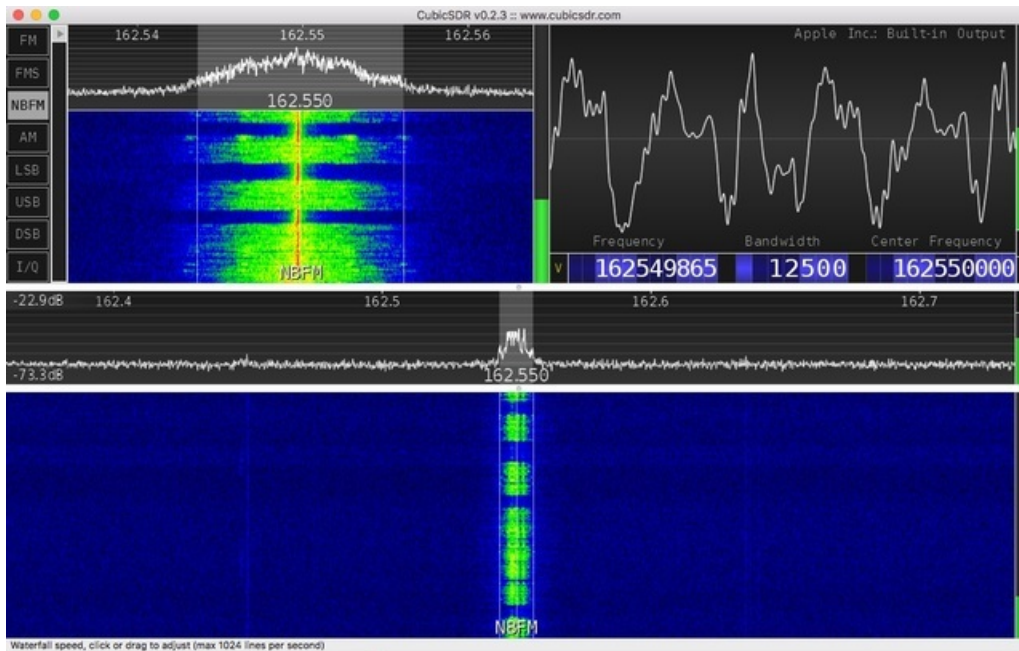 CubicSDR v0.2.3 :: www.cubicsdr.com
FM
FMS
NBFM
AM
LSB
USB
DSB
I/Q
162.54 162.55 162.56
162.550
NBFM
Apple Inc.: Built-in Output
Frequency Bandwidth Center Frequency
V 162549865 12500 162550000
-22.9dB 162.4 162.5 162.6 162.7
-73.3dB 162.550
NBFM
Waterfall speed, click or drag to adjust (max 1024 lines per second)